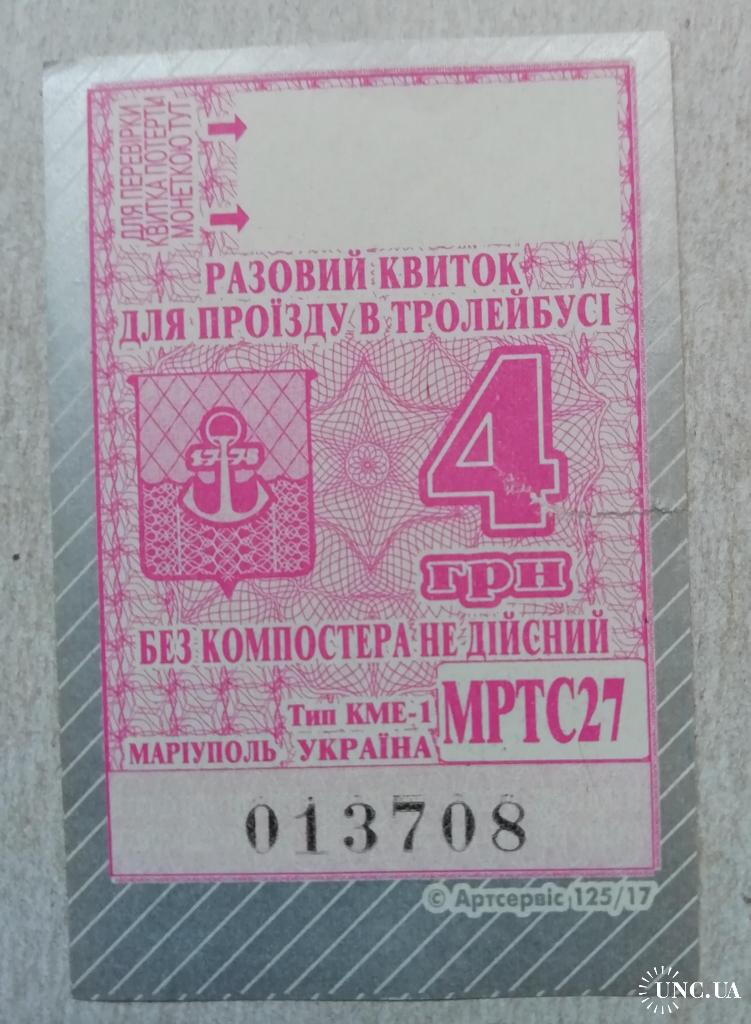 ДЛЯ ПЕРЕВІРКИ
КВИТКА ПОТЕРТИ
МОНЕТКОЮ ТУТ
РАЗОВИЙ КВИТОК
ДЛЯ ПРОЇЗДУ В ТРОЛЕЙБУСІ
1778
4
грн
БЕЗ КОМПОСТЕРА НЕ ДІЙСНИЙ
Тип КМЕ-1
МРТС27
МАРІУПОЛЬ УКРАЇНА
013708
© Артсервіс 125/17
UNC.UA